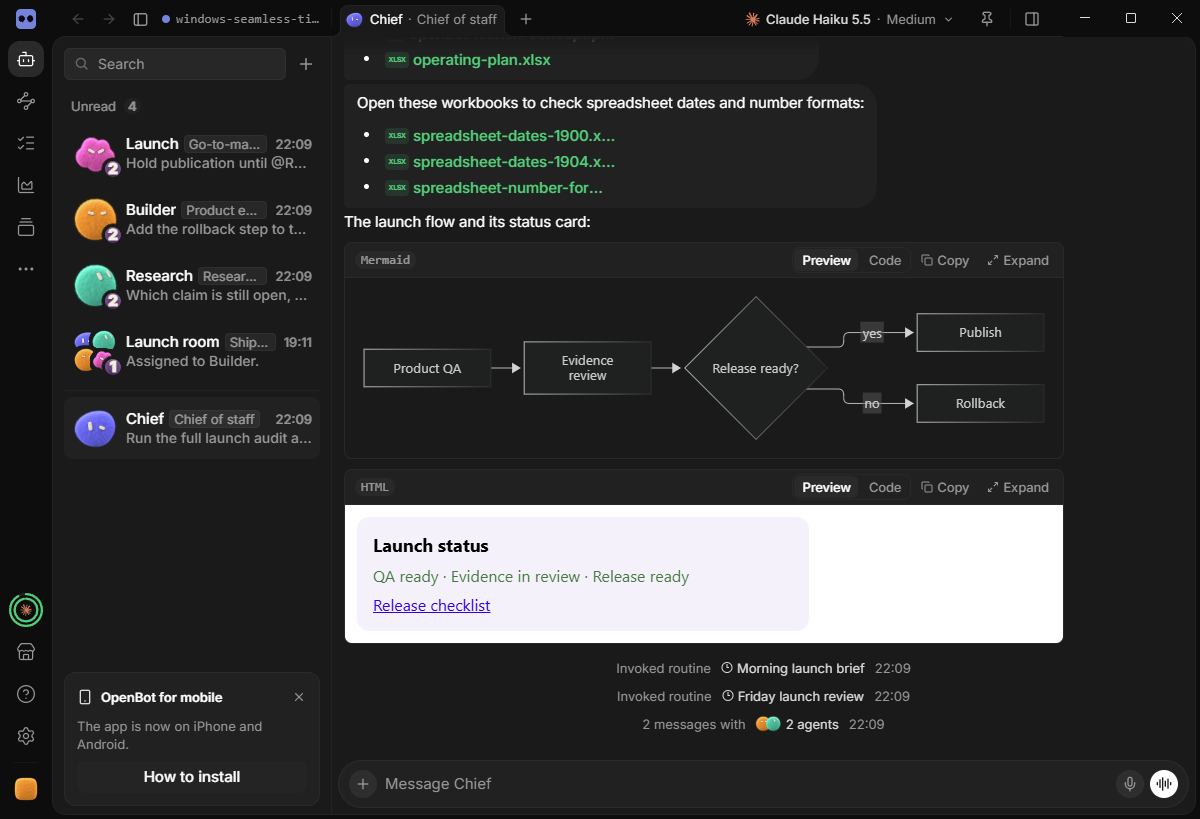 windows-seamless-ti...
Chief · Chief of staff
Claude Haiku 5.5 · Medium
Search
Unread 4
Launch Go-to-ma... 22:09
Hold publication until @R...
2
Builder Product e... 22:09
Add the rollback step to t...
2
Research Resear... 22:09
Which claim is still open, ...
2
Launch room Ship... 19:11
Assigned to Builder.
1
Chief Chief of staff 22:09
Run the full launch audit a...
OpenBot for mobile
The app is now on iPhone and
Android.
How to install
XLSX operating-plan.xlsx
Open these workbooks to check spreadsheet dates and number formats:
XLSX spreadsheet-dates-1900.x...
XLSX spreadsheet-dates-1904.x...
XLSX spreadsheet-number-for...
The launch flow and its status card:
Mermaid Preview Code Copy Expand
Product QA
Evidence
review
Release ready?
yes
Publish
no
Rollback
HTML Preview Code Copy Expand
Launch status
QA ready · Evidence in review · Release ready
Release checklist
Invoked routine Morning launch brief 22:09
Invoked routine Friday launch review 22:09
2 messages with 2 agents 22:09
Message Chief